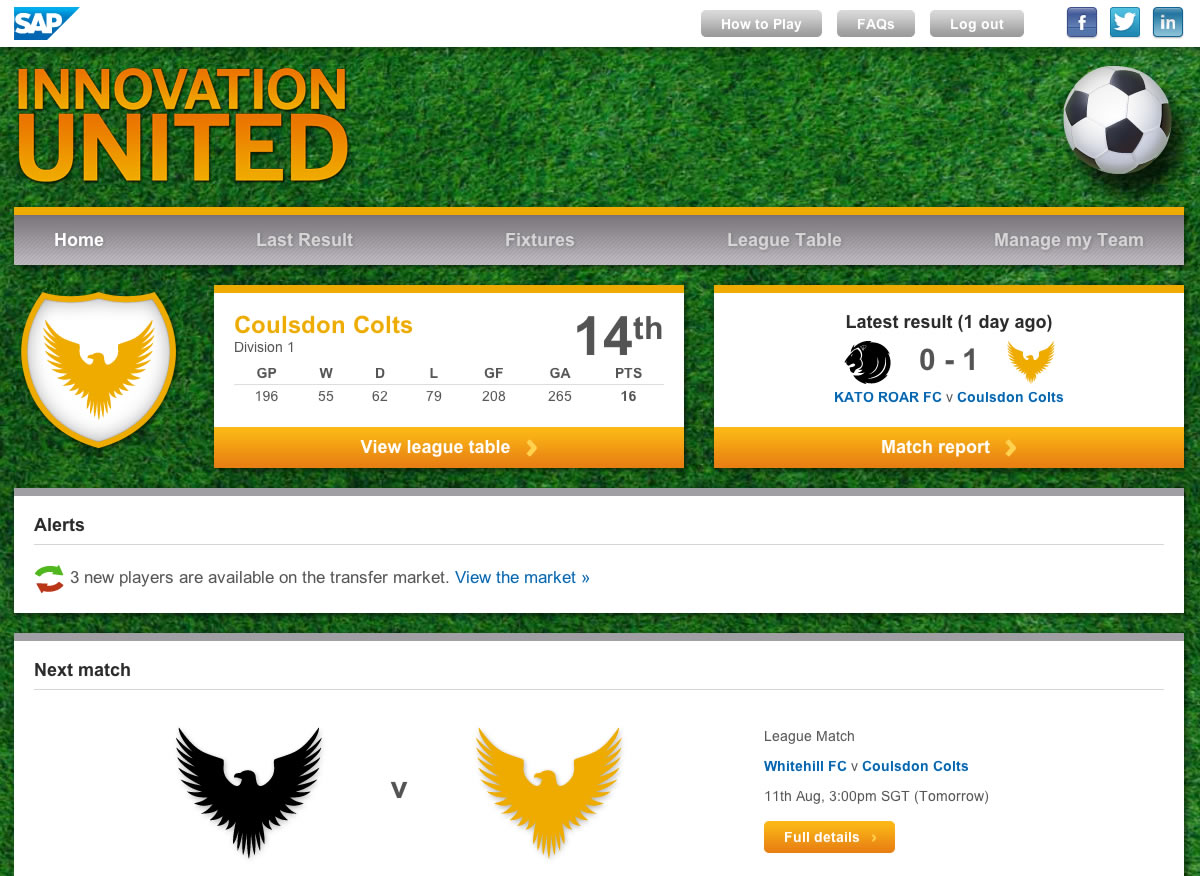 SAP
How to Play FAQs Log out f in
INNOVATION
UNITED
Home Last Result Fixtures League Table Manage my Team
Coulsdon Colts
Division 1
14th
GP W D L GF GA PTS
196 55 62 79 208 265 16
View league table
Latest result (1 day ago)
0 - 1
KATO ROAR FC v Coulsdon Colts
Match report
Alerts
3 new players are available on the transfer market. View the market »
Next match
v
League Match
Whitehill FC v Coulsdon Colts
11th Aug, 3:00pm SGT (Tomorrow)
Full details ›